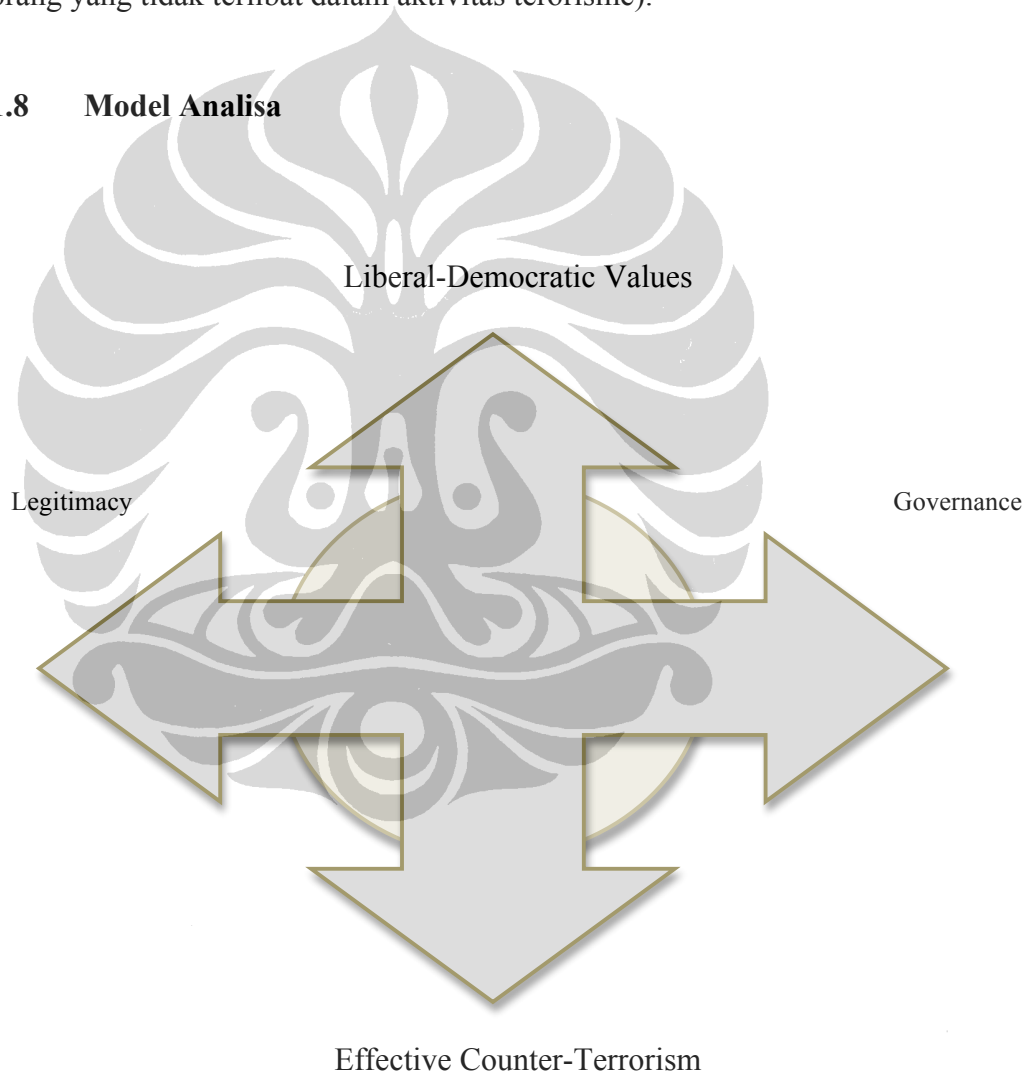 orang yang tidak terlibat dalam aktivitas terorisme).
.8 Model Analisa
Liberal-Democratic Values
Legitimacy Governance
Effective Counter-Terrorism